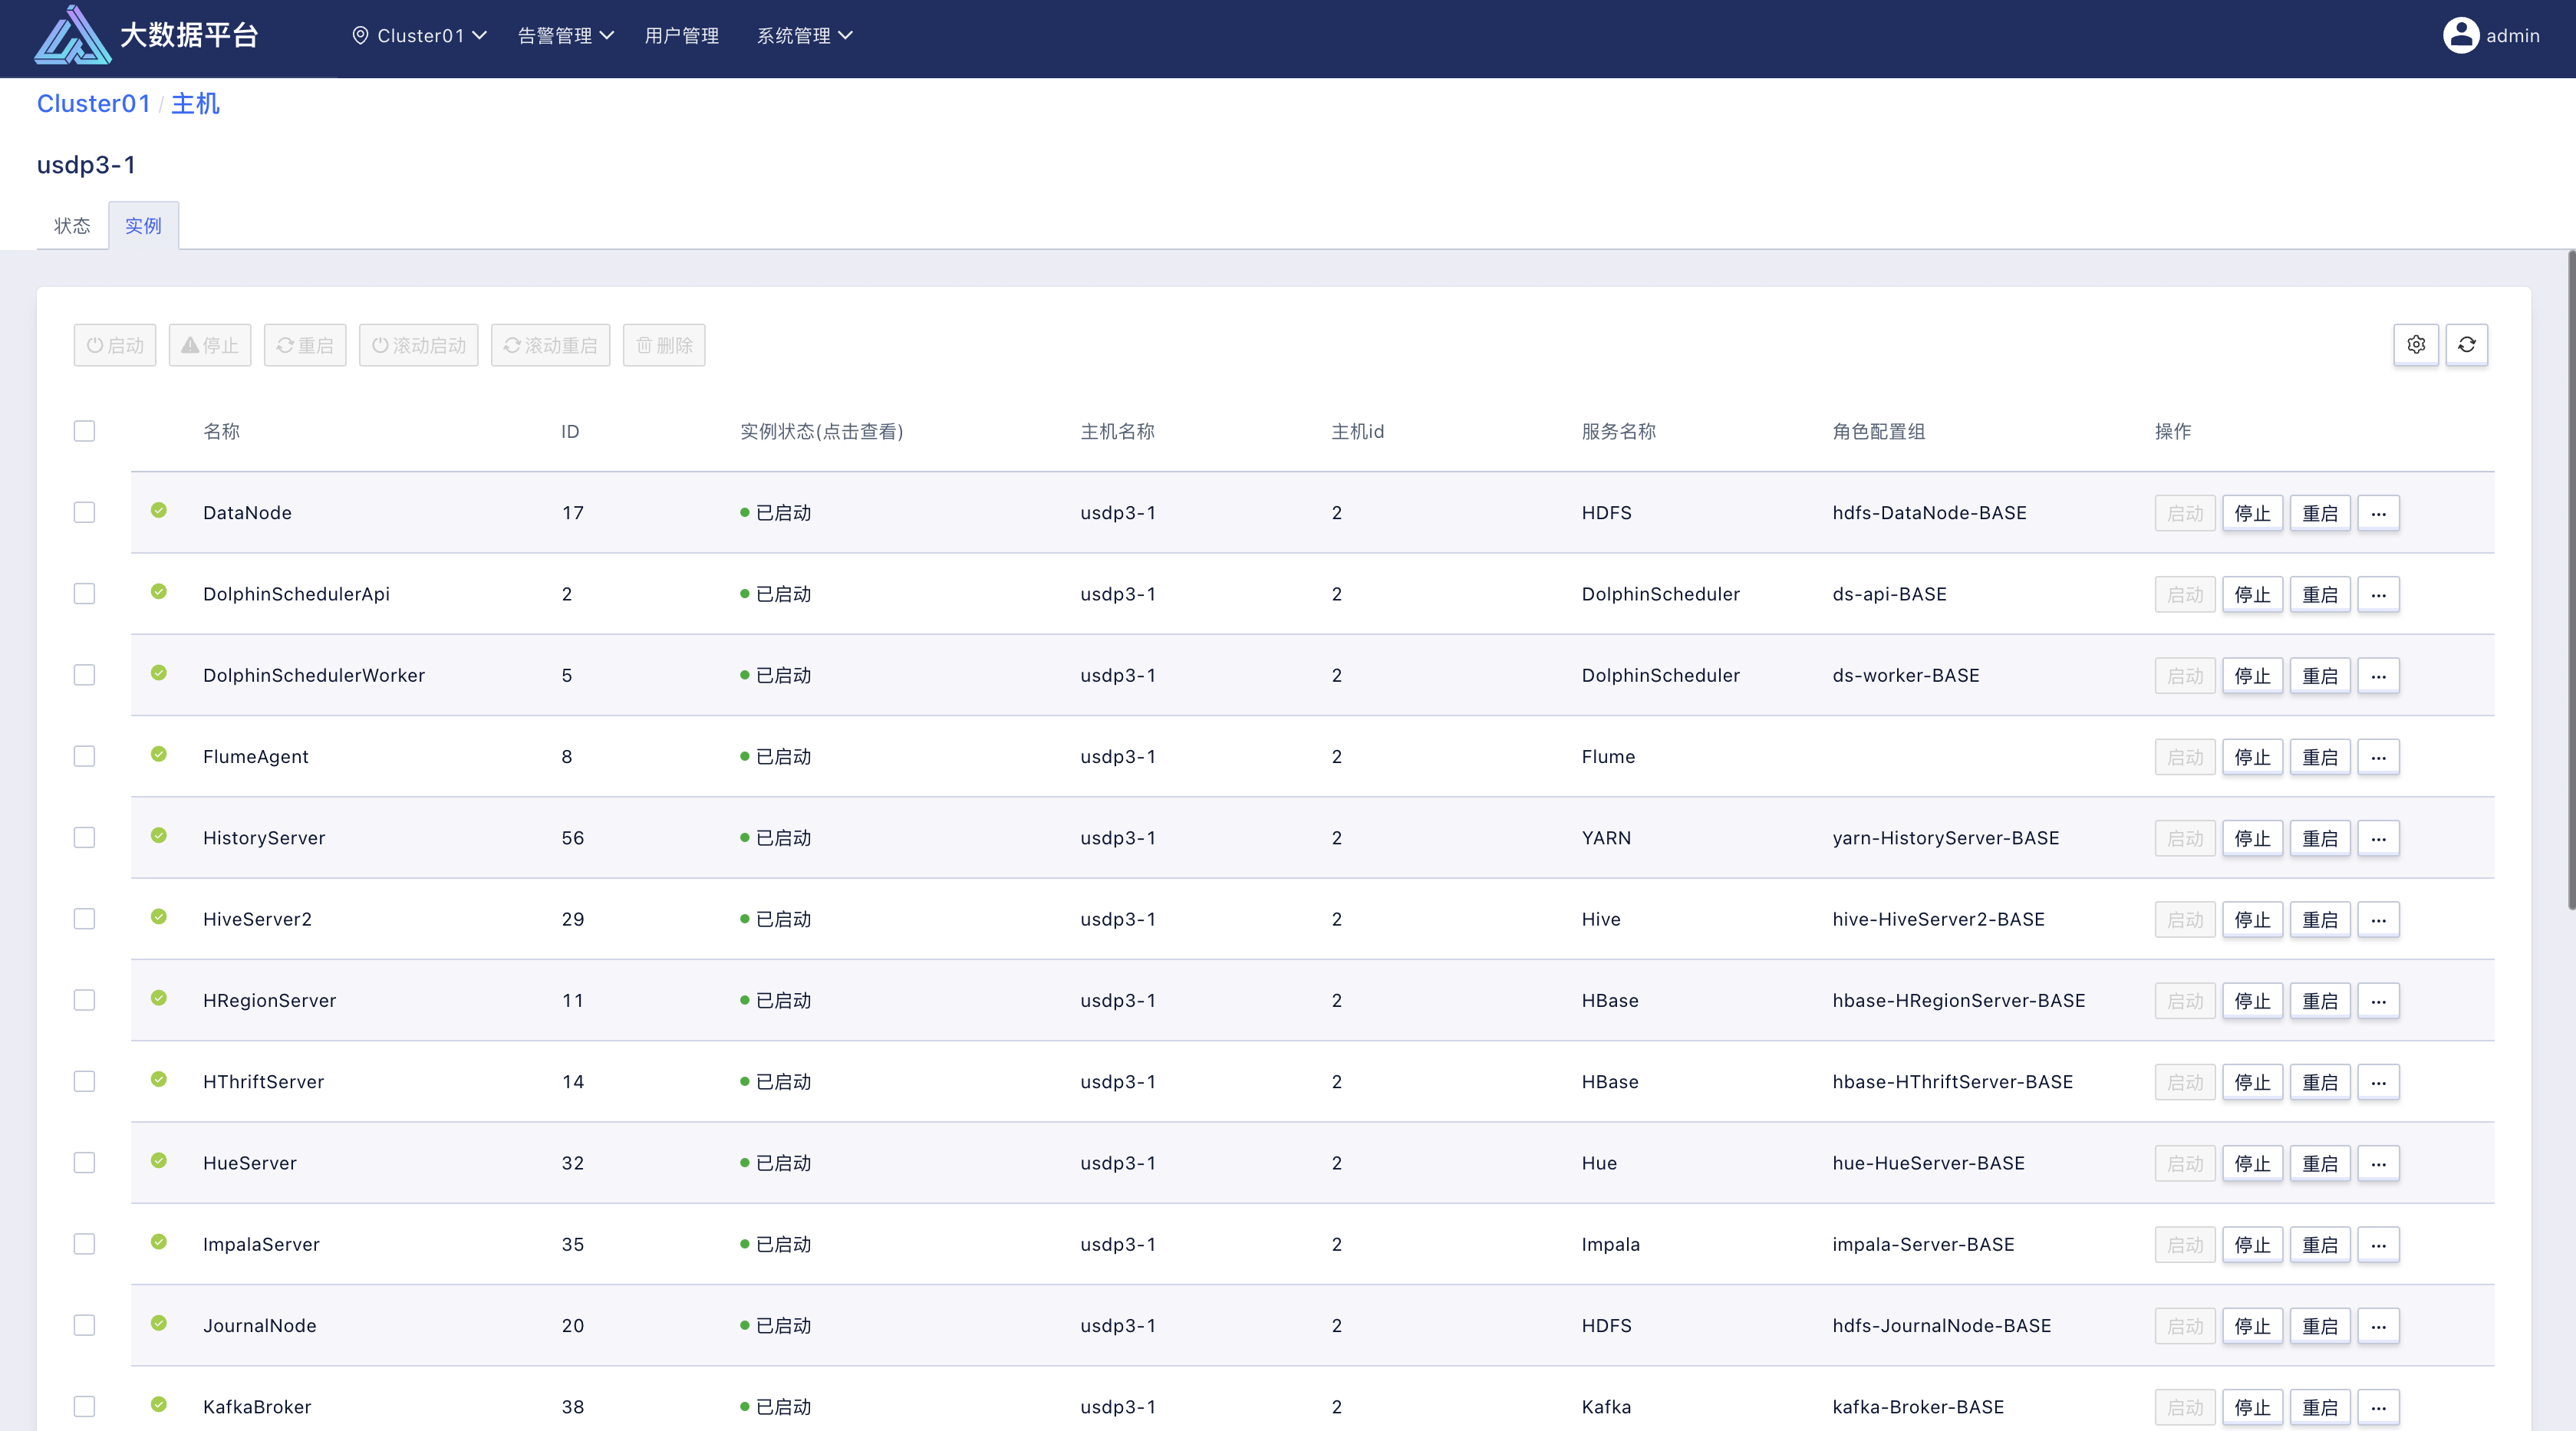 大数据平台 Cluster01 告警管理 用户管理 系统管理 admin
Cluster01 / 主机
usdp3-1
状态 实例
启动 停止 重启 滚动启动 滚动重启 删除
名称 ID 实例状态(点击查看) 主机名称 主机id 服务名称 角色配置组 操作
DataNode 17 已启动 usdp3-1 2 HDFS hdfs-DataNode-BASE 启动 停止 重启 ...
DolphinSchedulerApi 2 已启动 usdp3-1 2 DolphinScheduler ds-api-BASE 启动 停止 重启 ...
DolphinSchedulerWorker 5 已启动 usdp3-1 2 DolphinScheduler ds-worker-BASE 启动 停止 重启 ...
FlumeAgent 8 已启动 usdp3-1 2 Flume 启动 停止 重启 ...
HistoryServer 56 已启动 usdp3-1 2 YARN yarn-HistoryServer-BASE 启动 停止 重启 ...
HiveServer2 29 已启动 usdp3-1 2 Hive hive-HiveServer2-BASE 启动 停止 重启 ...
HRegionServer 11 已启动 usdp3-1 2 HBase hbase-HRegionServer-BASE 启动 停止 重启 ...
HThriftServer 14 已启动 usdp3-1 2 HBase hbase-HThriftServer-BASE 启动 停止 重启 ...
HueServer 32 已启动 usdp3-1 2 Hue hue-HueServer-BASE 启动 停止 重启 ...
ImpalaServer 35 已启动 usdp3-1 2 Impala impala-Server-BASE 启动 停止 重启 ...
JournalNode 20 已启动 usdp3-1 2 HDFS hdfs-JournalNode-BASE 启动 停止 重启 ...
KafkaBroker 38 已启动 usdp3-1 2 Kafka kafka-Broker-BASE 启动 停止 重启 ...